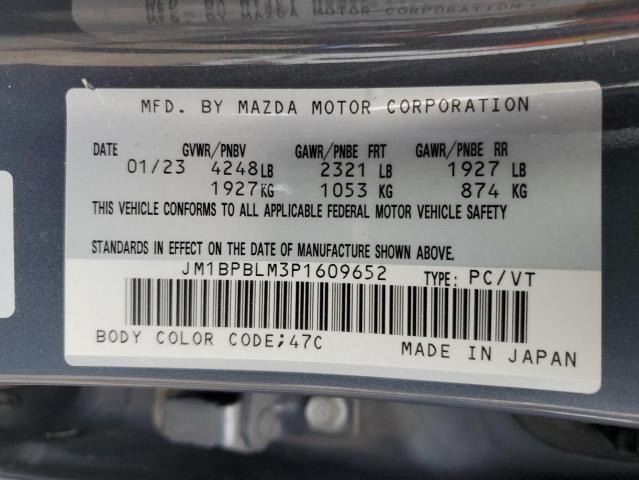 MFD. BY MAZDA MOTOR CORPORATION
DATE GVWR/PNBV GAWR/PNBE FRT GAWR/PNBE RR
01/23 4248LB 2321 LB 1927 LB
1927KG 1053 KG 874 KG
THIS VEHICLE CONFORMS TO ALL APPLICABLE FEDERAL MOTOR VEHICLE SAFETY
STANDARDS IN EFFECT ON THE DATE OF MANUFACTURE SHOWN ABOVE.
JM1BPBLM3P1609652 TYPE: PC/VT
BODY COLOR CODE;47C MADE IN JAPAN